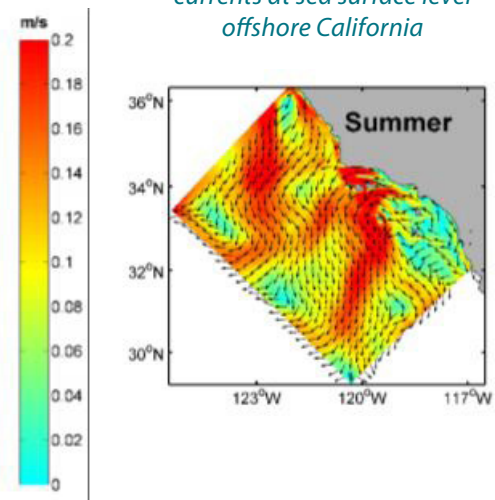 currents at sea surface level
offshore California
m/s
0.2
0.18
0.16
0.14
0.12
0.1
0.08
0.06
0.04
0.02
0
Summer
36°N
34°N
32°N
30°N
123°W
120°W
117°W